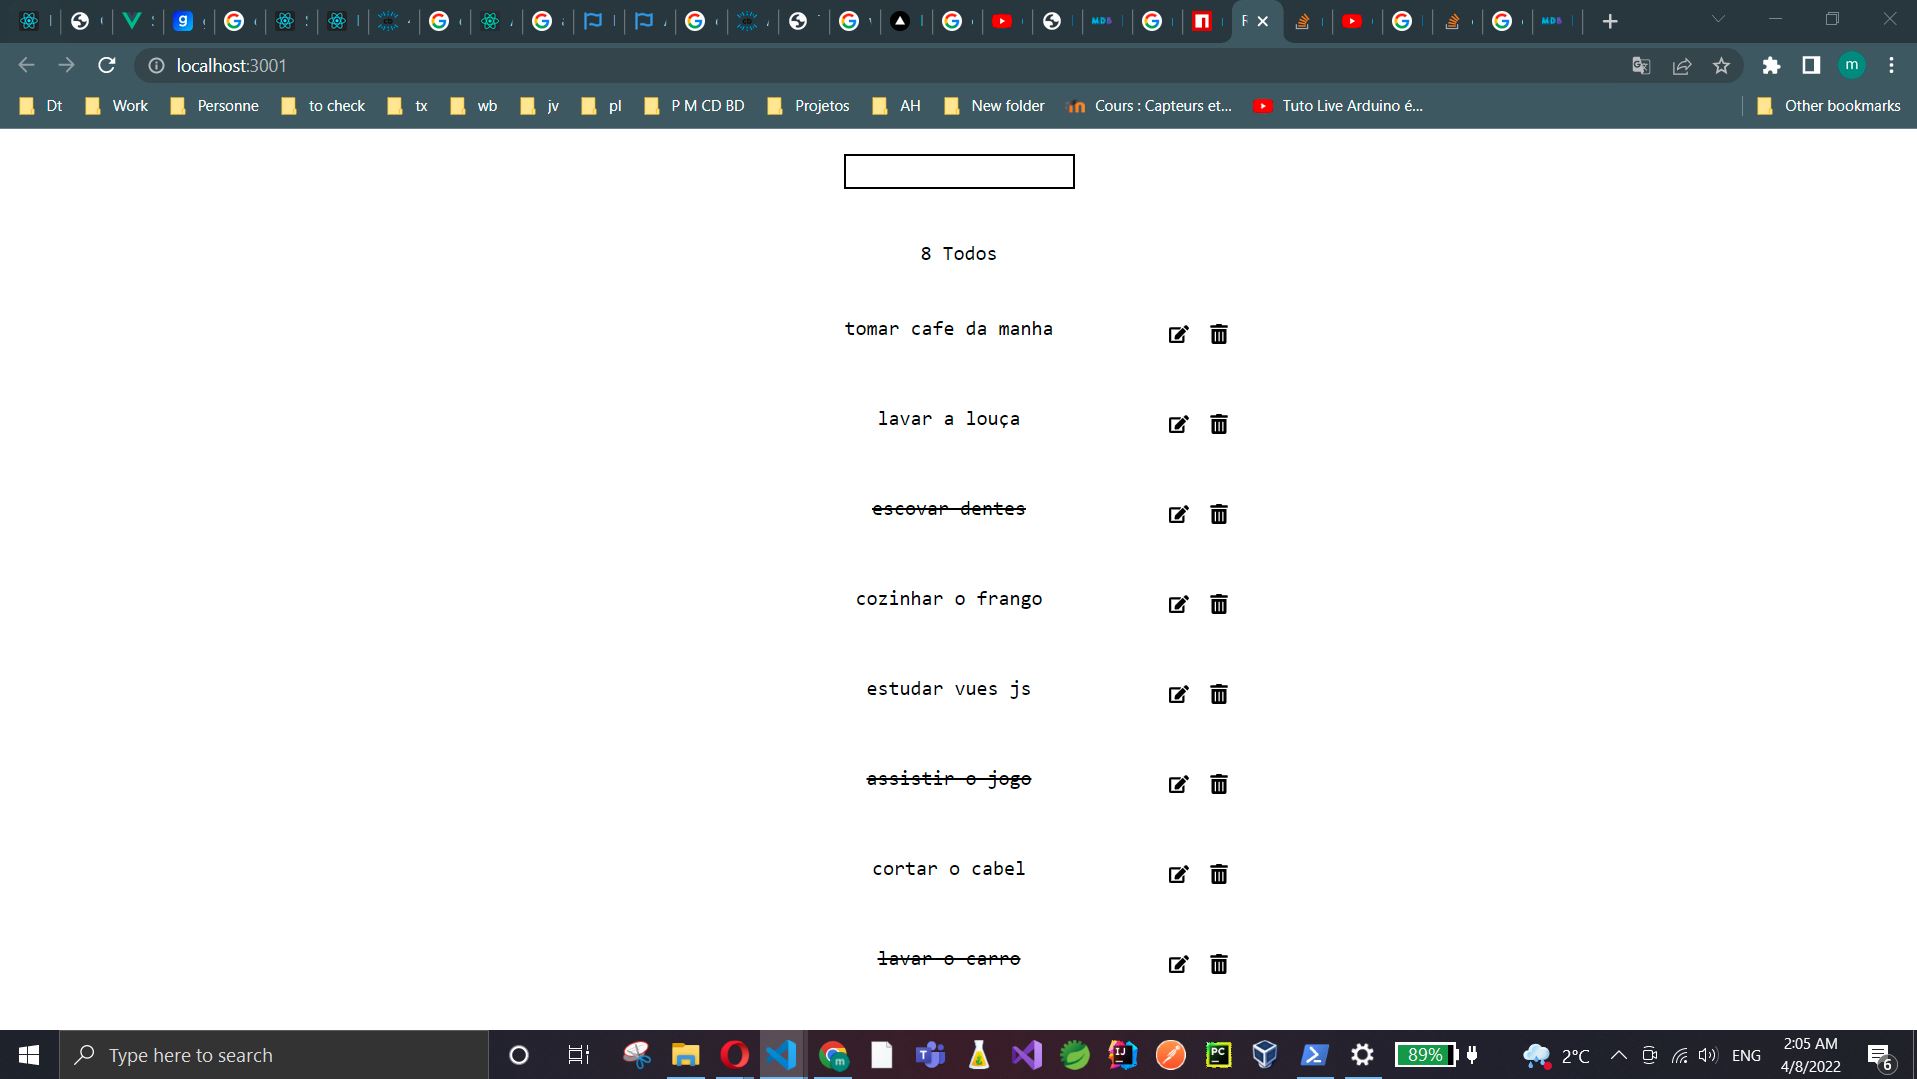 localhost:3001
Dt Work Personne to check tx wb jv pl P M CD BD Projetos AH New folder Cours : Capteurs et... Tuto Live Arduino é... Other bookmarks
8 Todos
tomar cafe da manha
lavar a louça
escovar dentes
cozinhar o frango
estudar vues js
assistir o jogo
cortar o cabel
lavar o carro
Type here to search
89%
2°C
ENG
2:05 AM
4/8/2022
6